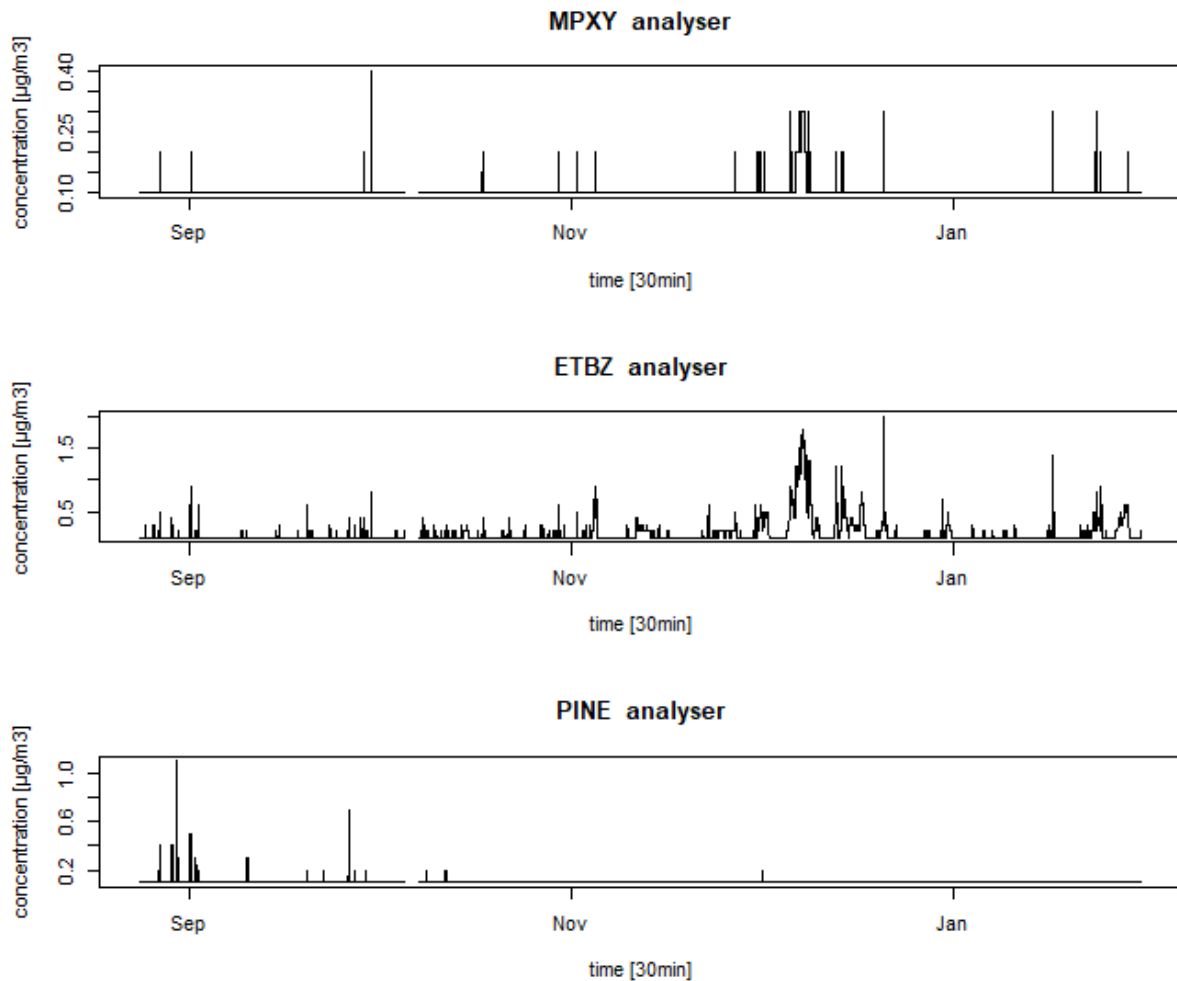 MPXY analyser
concentration [µg/m3]
0.40
0.25
0.10
Sep Nov Jan
time [30min]
ETBZ analyser
concentration [µg/m3]
1.5
0.5
Sep Nov Jan
time [30min]
PINE analyser
concentration [µg/m3]
1.0
0.6
0.2
Sep Nov Jan
time [30min]